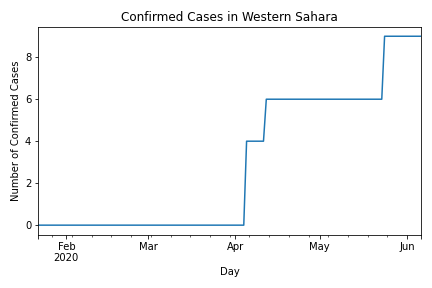 Confirmed Cases in Western Sahara
Number of Confirmed Cases
8
6
4
2
0
Feb
2020
Mar
Apr
May
Jun
Day